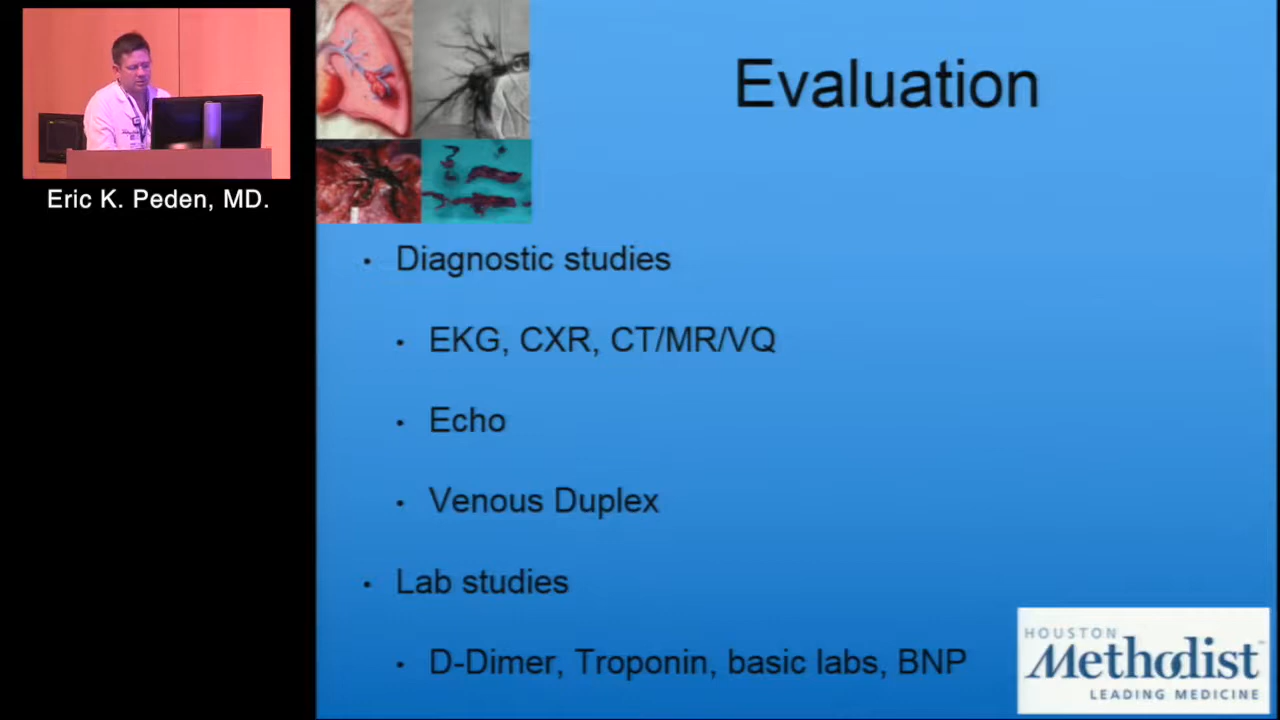 Evaluation
Eric K. Peden, MD.
• Diagnostic studies
• EKG, CXR, CT/MR/VQ
• Echo
• Venous Duplex
• Lab studies
• D-Dimer, Troponin, basic labs, BNP
HOUSTON
Methodist
LEADING MEDICINE